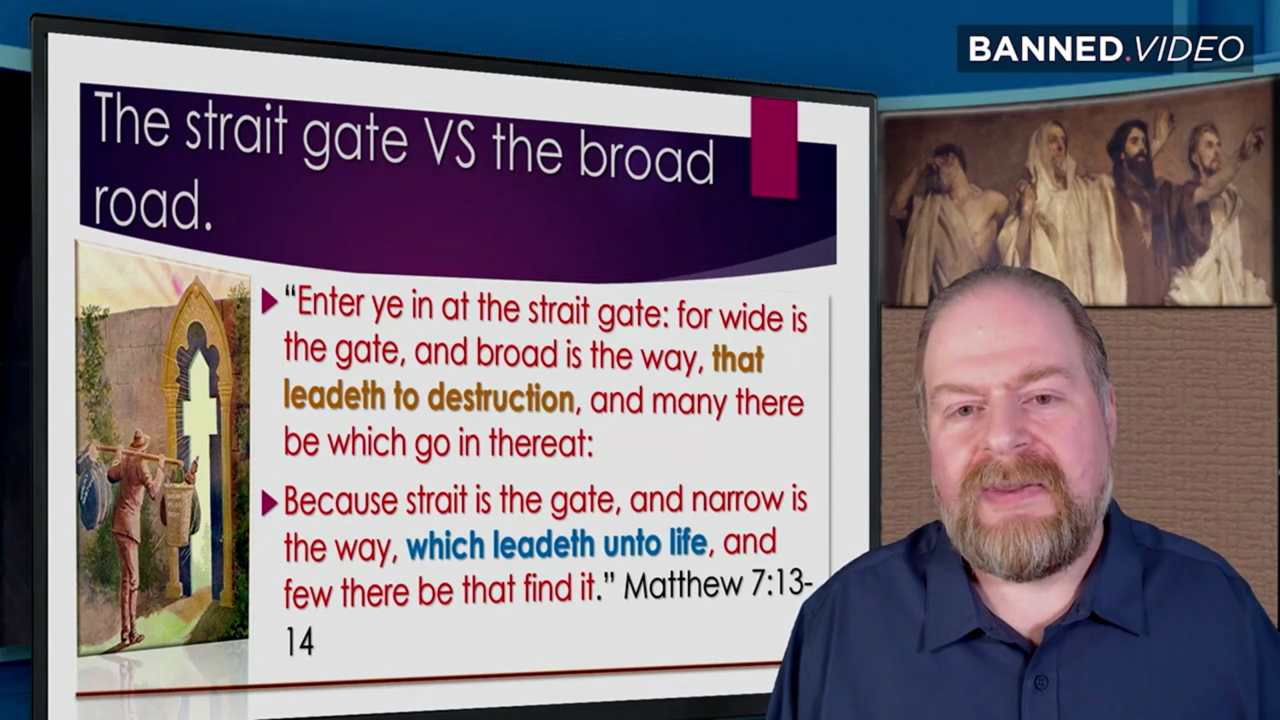 BANNED.VIDEO
The strait gate VS the broad
road.
“Enter ye in at the strait gate: for wide is
the gate, and broad is the way, that
leadeth to destruction, and many there
be which go in thereat:
Because strait is the gate, and narrow is
the way, which leadeth unto life, and
few there be that find it.” Matthew 7:13-
14